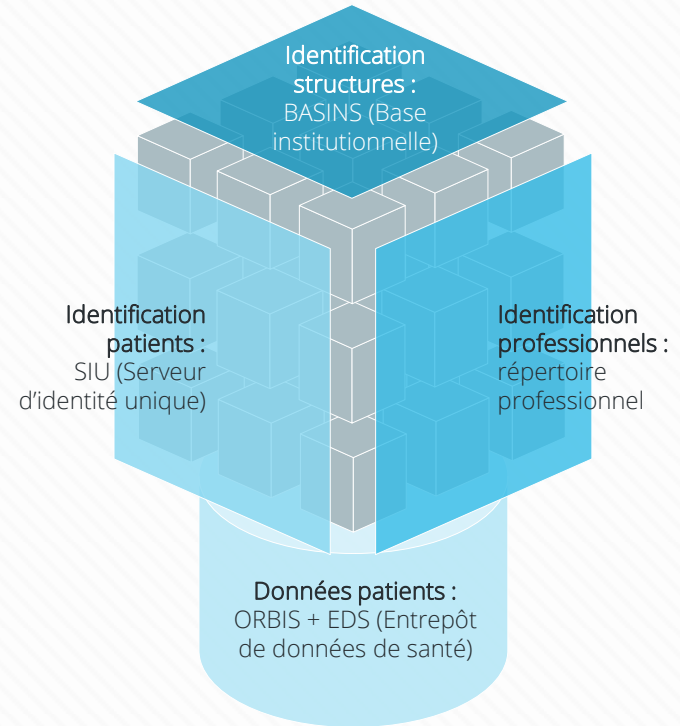 Identification
structures :
BASINS (Base
institutionnelle)
Identification
patients :
SIU (Serveur
d’identité unique)
Identification
professionnels :
répertoire
professionnel
Données patients :
ORBIS + EDS (Entrepôt
de données de santé)